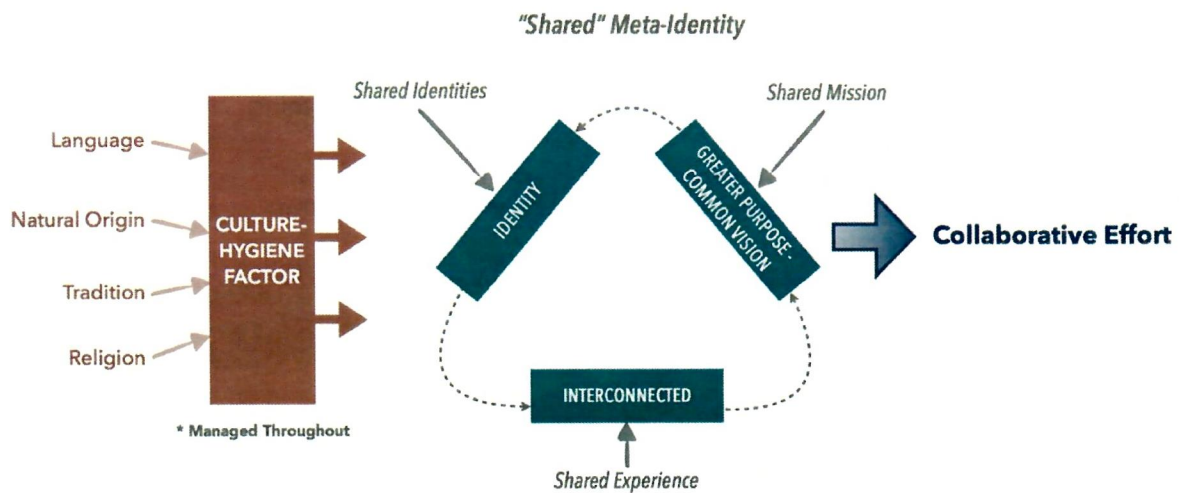 "Shared" Meta-Identity
Shared Identities
Shared Mission
Language
Natural Origin
Tradition
Religion
CULTURE-
HYGIENE
FACTOR
IDENTITY
GREATER PURPOSE -
COMMON VISION
Collaborative Effort
INTERCONNECTED
* Managed Throughout
Shared Experience